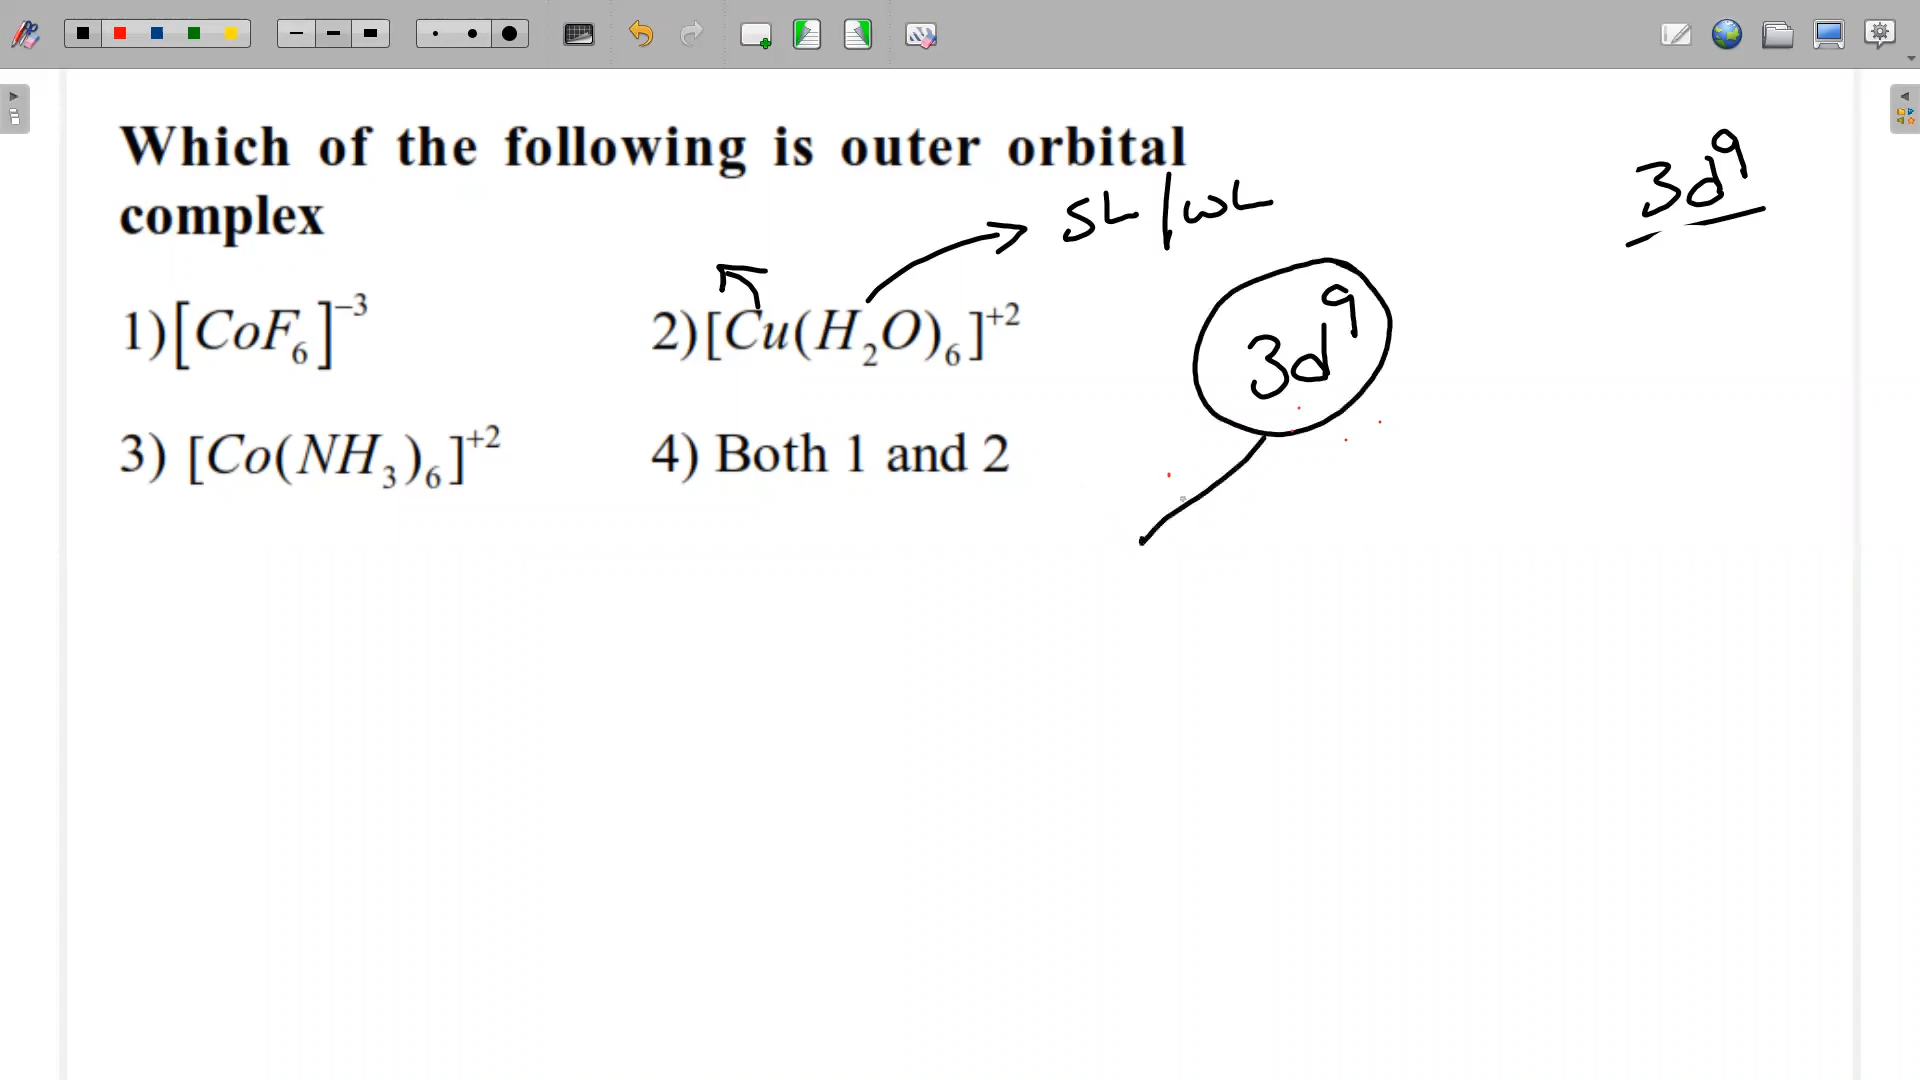 Which of the following is outer orbital
complex
1) [CoF₆]⁻³
2) [Cu(H₂O)₆]⁺²
3) [Co(NH₃)₆]⁺²
4) Both 1 and 2
SL/WL
3d⁹
3d⁹